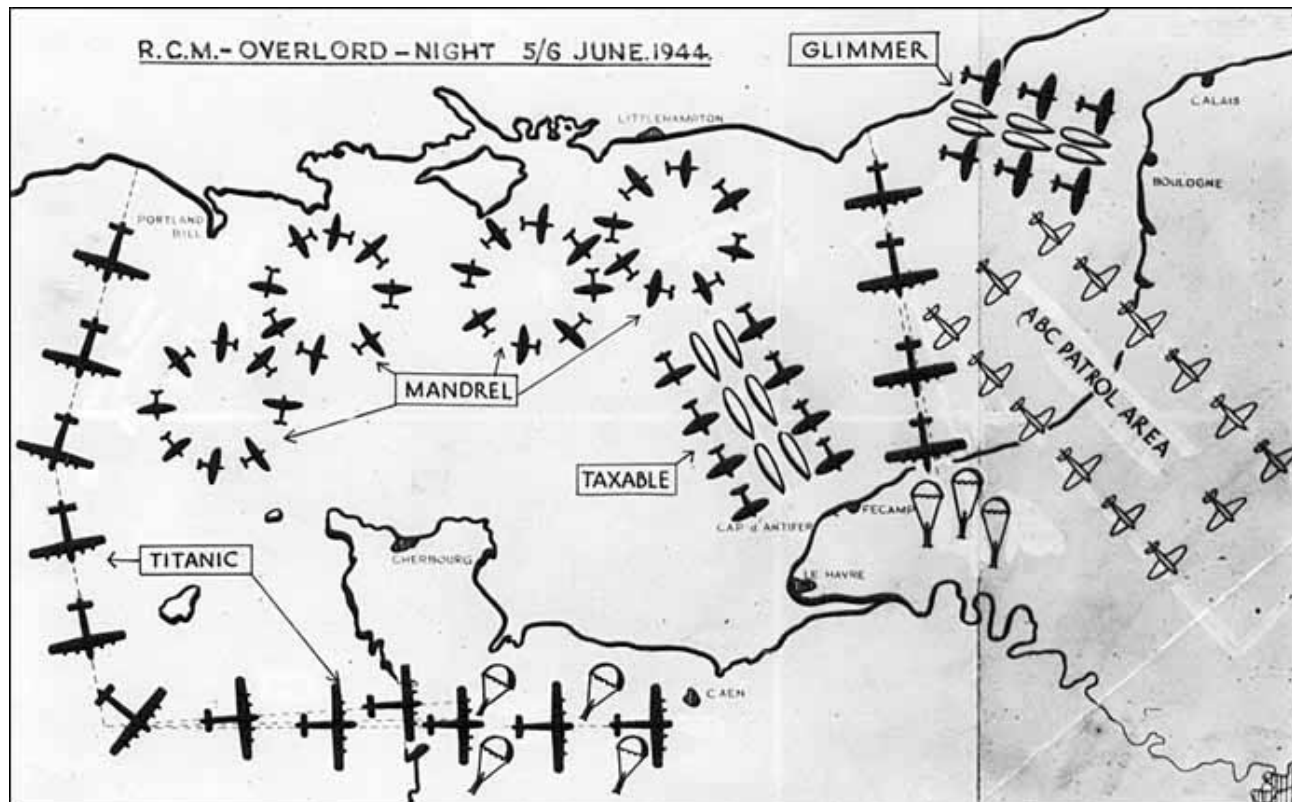 R.C.M.-OVERLORD-NIGHT 5/6 JUNE.1944.
GLIMMER
CALAIS
LITTLEHAMPTON
BOULOGNE
PORTLAND
BILL
ABC PATROL AREA
MANDREL
TAXABLE
CAP d'ANTIFER
FECAMP
TITANIC
CHERBOURG
LE HAVRE
CAEN